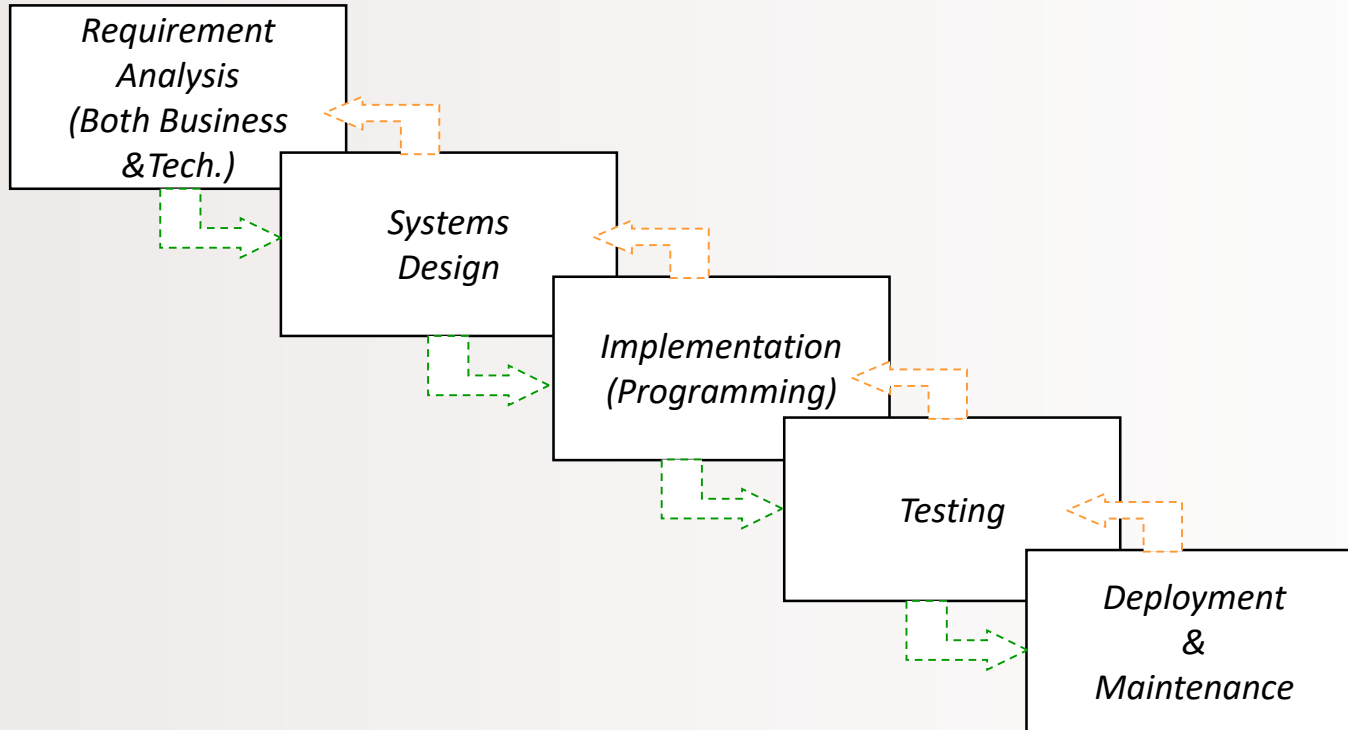 Requirement
Analysis
(Both Business
&Tech.)
Systems
Design
Implementation
(Programming)
Testing
Deployment
&
Maintenance